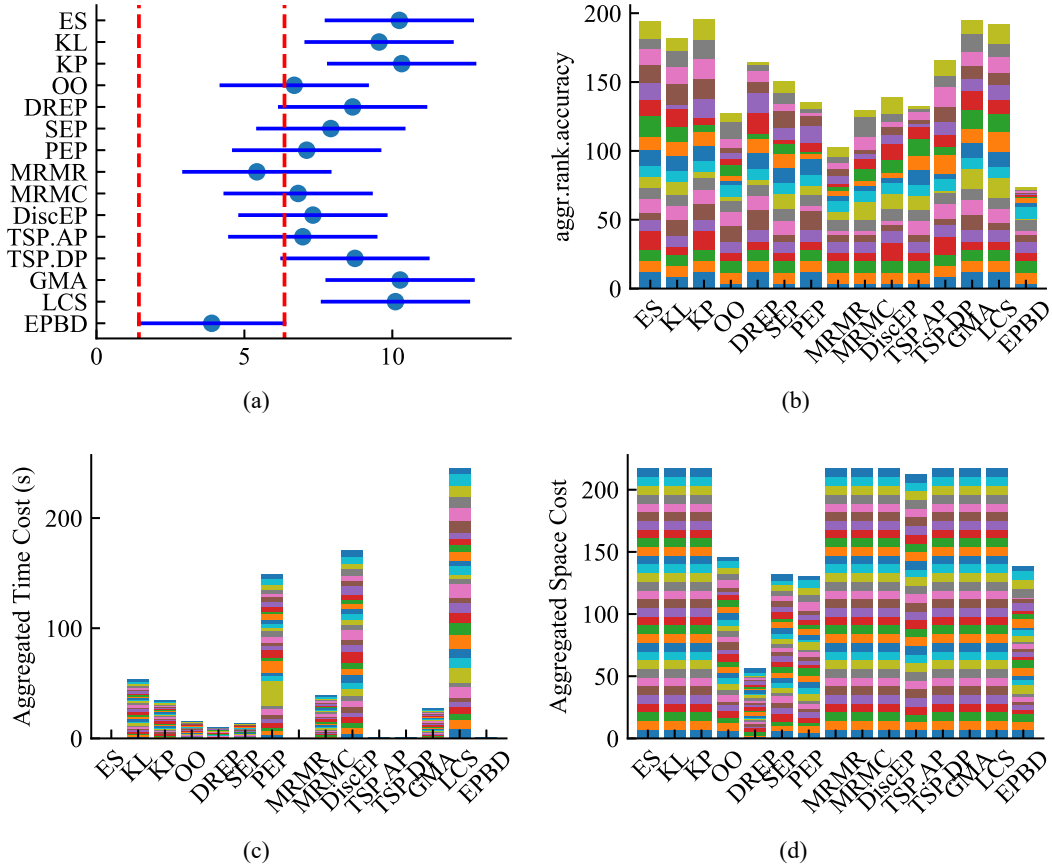 ES
KL
KP
OO
DREP
SEP
PEP
MRMR
MRMC
DiscEP
TSP.AP
TSP.DP
GMA
LCS
EPBD
0 5 10
(a)
aggr.rank.accuracy
200
150
100
50
0
ES KL KP OO DREP SEP PEP MRMR MRMC DiscEP TSP.AP TSP.DP GMA LCS EPBD
(b)
Aggregated Time Cost (s)
200
100
0
ES KL KP OO DREP SEP PEP MRMR MRMC DiscEP TSP.AP TSP.DP GMA LCS EPBD
(c)
Aggregated Space Cost
200
150
100
50
0
ES KL KP OO DREP SEP PEP MRMR MRMC DiscEP TSP.AP TSP.DP GMA LCS EPBD
(d)